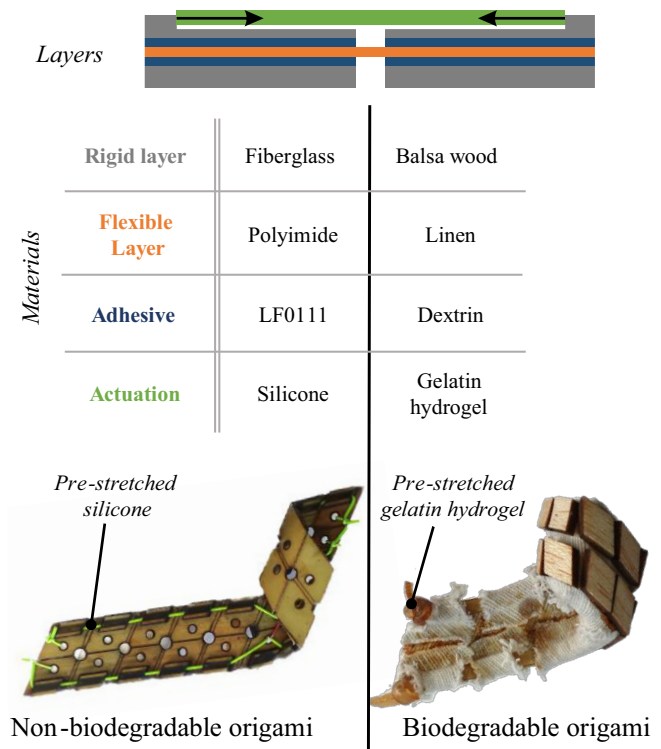 Layers
Materials
Rigid layer
Fiberglass
Balsa wood
Flexible
Layer
Polyimide
Linen
Adhesive
LF0111
Dextrin
Actuation
Silicone
Gelatin
hydrogel
Pre-stretched
silicone
Pre-stretched
gelatin hydrogel
Non-biodegradable origami
Biodegradable origami